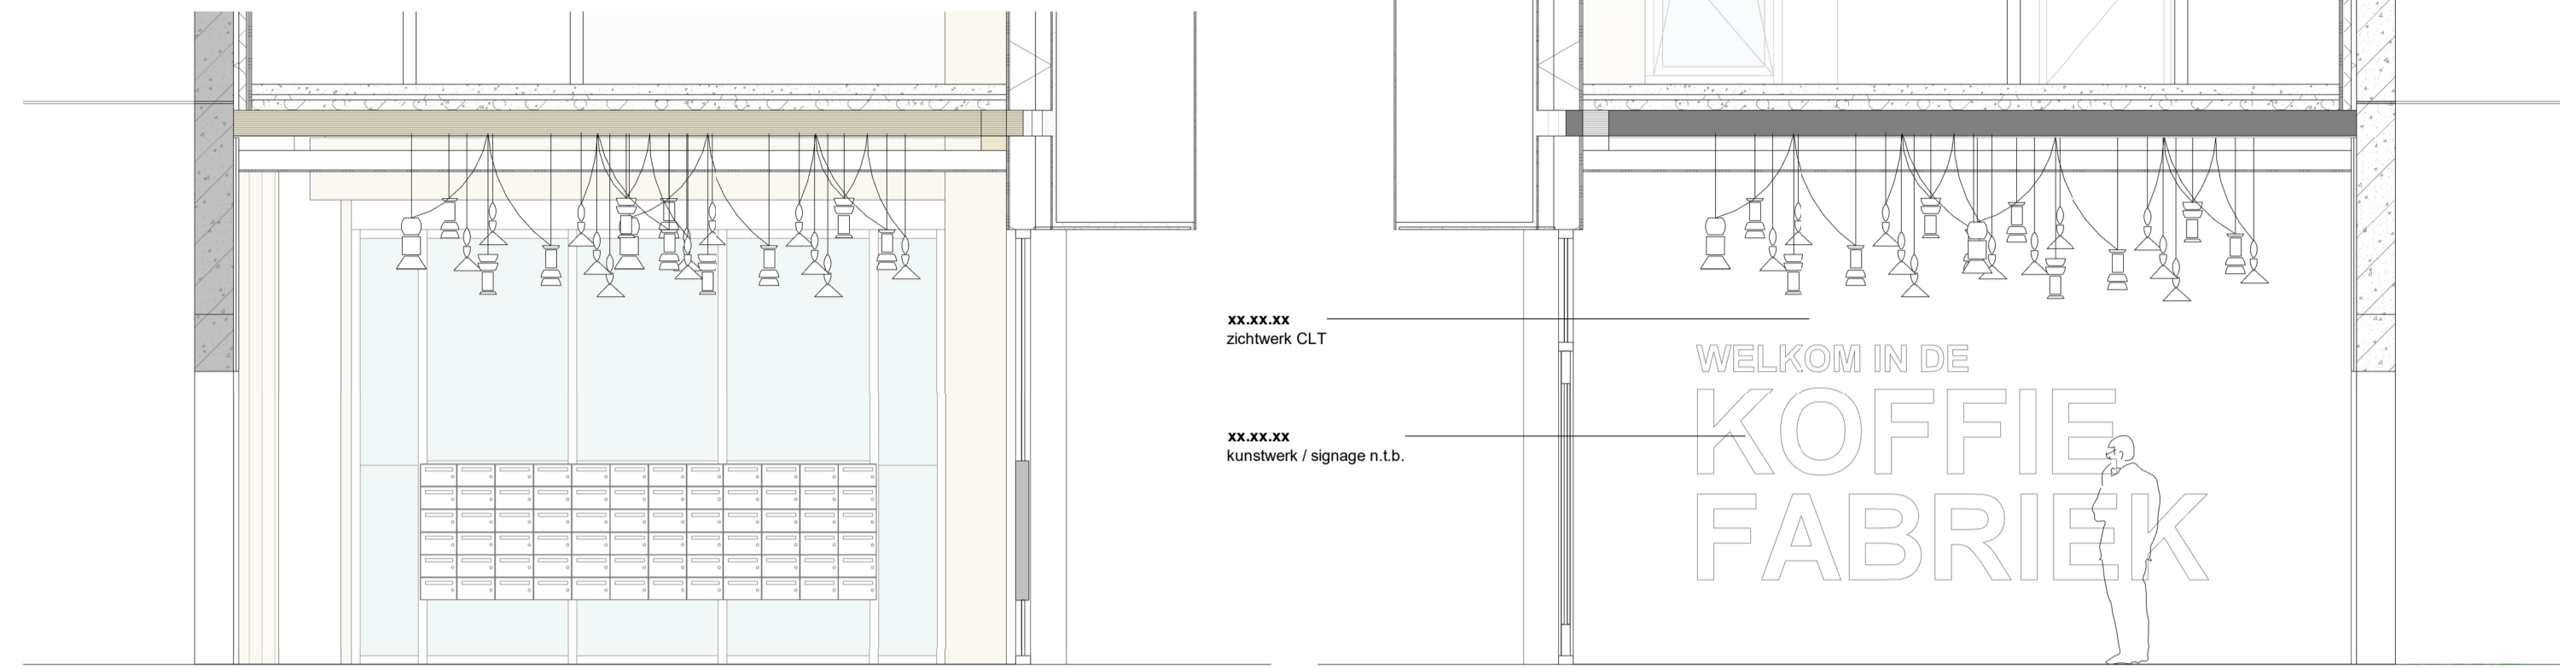 xx.xx.xx
zichtwerk CLT
xx.xx.xx
kunstwerk / signage n.t.b.
WELKOM IN DE
KOFFIE
FABRIEK